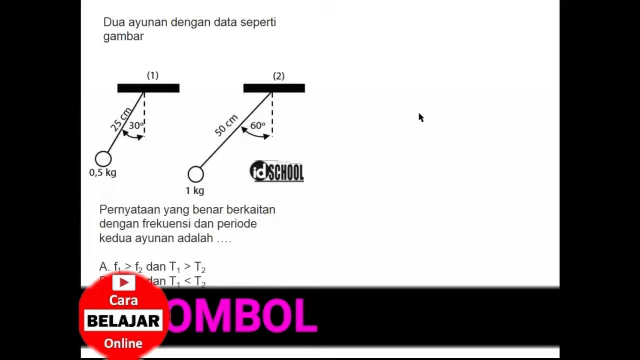 Dua ayunan dengan data seperti
gambar
(1)
(2)
25 cm
30°
50 cm
60°
0,5 kg
1 kg
idSCHOOL
Pernyataan yang benar berkaitan
dengan frekuensi dan periode
kedua ayunan adalah ....
A. f₁ > f₂ dan T₁ > T₂
dan T₁ < T₂
Cara
BELAJAR
Online
OMBOL